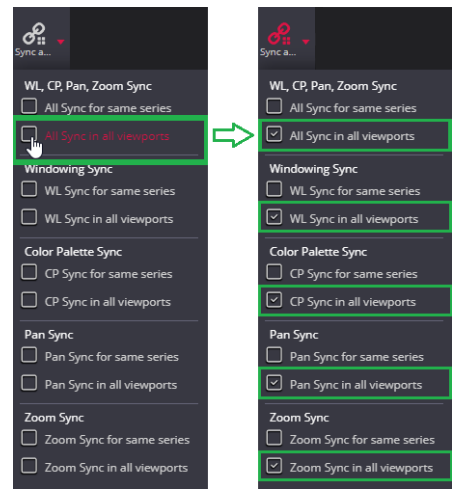 Sync a...
WL, CP, Pan, Zoom Sync
All Sync for same series
All Sync in all viewports
Windowing Sync
WL Sync for same series
WL Sync in all viewports
Color Palette Sync
CP Sync for same series
CP Sync in all viewports
Pan Sync
Pan Sync for same series
Pan Sync in all viewports
Zoom Sync
Zoom Sync for same series
Zoom Sync in all viewports
Sync a...
WL, CP, Pan, Zoom Sync
All Sync for same series
All Sync in all viewports
Windowing Sync
WL Sync for same series
WL Sync in all viewports
Color Palette Sync
CP Sync for same series
CP Sync in all viewports
Pan Sync
Pan Sync for same series
Pan Sync in all viewports
Zoom Sync
Zoom Sync for same series
Zoom Sync in all viewports